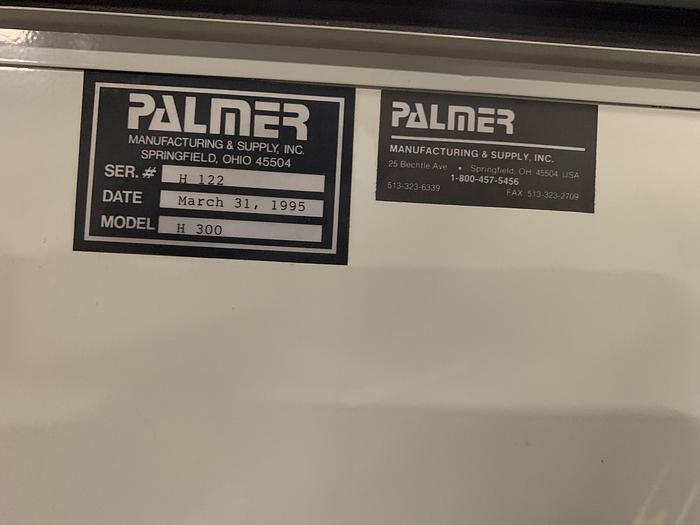 PALMER
MANUFACTURING & SUPPLY, INC.
SPRINGFIELD, OHIO 45504
SER. # H 122
DATE March 31, 1995
MODEL H 300
PALMER
MANUFACTURING & SUPPLY, INC.
25 Bechtle Ave • Springfield, OH 45504 USA
1-800-457-5456
513-323-6339 FAX 513-323-2709